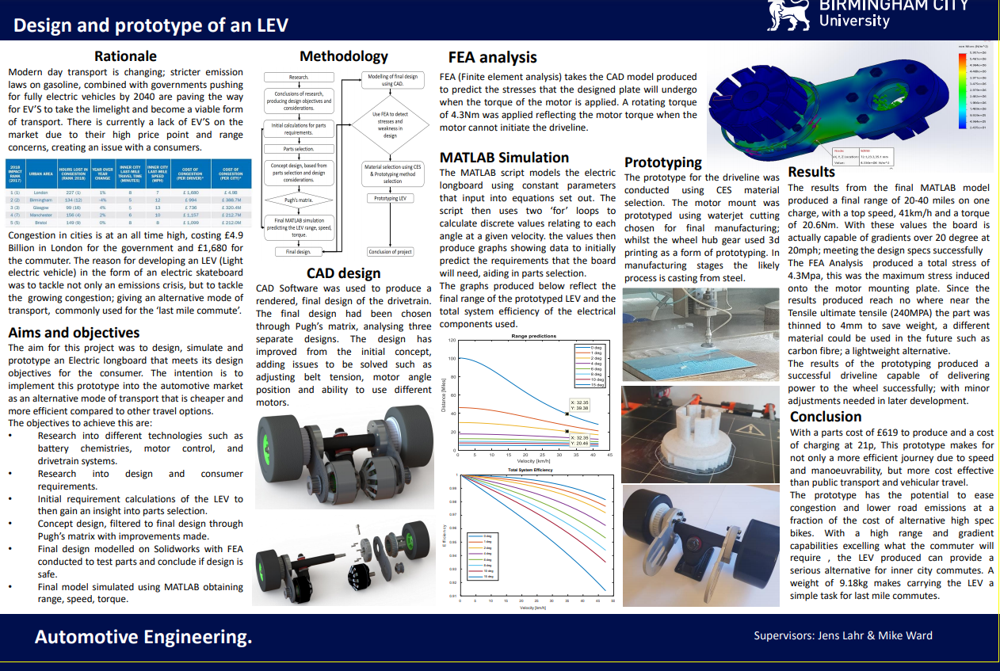 Design and prototype of an LEV
BIRMINGHAM CITY
University
Rationale
Modern day transport is changing; stricter emission
laws on gasoline, combined with governments pushing
for fully electric vehicles by 2040 are paving the way
for EV'S to take the limelight and become a viable form
of transport. There is currently a lack of EV'S on the
market due to their high price point and range
concerns, creating an issue with a consumers.
2018 IMPACT RANK (2017) URBAN AREA HOURS LOST IN CONGESTION (RANK 2018) YEAR OVER YEAR CHANGE INNER CITY LAST-MILE TRAVEL TIME (MINUTES) INNER CITY LAST-MILE SPEED (MPH) COST OF CONGESTION (PER DRIVER)* COST OF CONGESTION (PER CITY)*
1 (1) London 227 (1) 1% 8 7 £ 1,680 £ 4.9B
2 (2) Birmingham 134 (12) -4% 5 12 £ 994 £ 386.7M
3 (3) Glasgow 99 (18) 4% 5 13 £ 736 £ 320.4M
4 (7) Manchester 156 (4) 2% 6 10 £ 1,157 £ 212.7M
5 (5) Bristol 149 (9) 0% 8 8 £ 1,099 £ 212.0M
Congestion in cities is at an all time high, costing £4.9
Billion in London for the government and £1,680 for
the commuter. The reason for developing an LEV (Light
electric vehicle) in the form of an electric skateboard
was to tackle not only an emissions crisis, but to tackle
the growing congestion; giving an alternative mode of
transport, commonly used for the 'last mile commute'.
Aims and objectives
The aim for this project was to design, simulate and
prototype an Electric longboard that meets its design
objectives for the consumer. The intention is to
implement this prototype into the automotive market
as an alternative mode of transport that is cheaper and
more efficient compared to other travel options.
The objectives to achieve this are:
• Research into different technologies such as
battery chemistries, motor control, and
drivetrain systems.
• Research into design and consumer
requirements.
• Initial requirement calculations of the LEV to
then gain an insight into parts selection.
• Concept design, filtered to final design through
Pugh's matrix with improvements made.
• Final design modelled on Solidworks with FEA
conducted to test parts and conclude if design is
safe.
• Final model simulated using MATLAB obtaining
range, speed, torque.
Methodology
Research.
Conclusions of research,
producing design objectives and
considerations.
Initial calculations for parts
requirements.
Parts selection.
Concept design, based from
parts selection and design
considerations.
Pugh's matrix.
Final MATLAB simulation
predicting the LEV range, speed,
torque.
Final design.
Modelling of final design
using CAD.
Use FEA to detect
stresses and
weakness in
design
Material selection using CES
& Prototyping method
selection
Prototyping LEV
Conclusion of project
CAD design
CAD Software was used to produce a
rendered, final design of the drivetrain.
The final design had been chosen
through Pugh's matrix, analysing three
separate designs. The design has
improved from the initial concept,
adding issues to be solved such as
adjusting belt tension, motor angle
position and ability to use different
motors.
FEA analysis
FEA (Finite element analysis) takes the CAD model produced
to predict the stresses that the designed plate will undergo
when the torque of the motor is applied. A rotating torque
of 4.3Nm was applied reflecting the motor torque when the
motor cannot initiate the driveline.
MATLAB Simulation
The MATLAB script models the electric
longboard using constant parameters
that input into equations set out. The
script then uses two 'for' loops to
calculate discrete values relating to each
angle at a given velocity. the values then
produce graphs showing data to initially
predict the requirements that the board
will need, aiding in parts selection.
The graphs produced below reflect the
final range of the prototyped LEV and the
total system efficiency of the electrical
components used.
Range predictions
Distance [Miles]
120
100
80
60
40
20
0
0 5 10 15 20 25 30 35 40 45
Velocity [km/h]
0 deg
1 deg
2 deg
4 deg
6 deg
8 deg
10 deg
15 deg
X: 32.35
Y: 39.38
X: 32.35
Y: 20.46
Total System Efficiency
Efficiency
0 5 10 15 20 25 30 35 40 45 50
Velocity [km/h]
Prototyping
The prototype for the driveline was
conducted using CES material
selection. The motor mount was
prototyped using waterjet cutting
chosen for final manufacturing;
whilst the wheel hub gear used 3d
printing as a form of prototyping. In
manufacturing stages the likely
process is casting from steel.
Results
The results from the final MATLAB model
produced a final range of 20-40 miles on one
charge, with a top speed, 41km/h and a torque
of 20.6Nm. With these values the board is
actually capable of gradients over 20 degree at
20mph; meeting the design specs successfully
The FEA Analysis produced a total stress of
4.3Mpa, this was the maximum stress induced
onto the motor mounting plate. Since the
results produced reach no where near the
Tensile ultimate tensile (240MPA) the part was
thinned to 4mm to save weight, a different
material could be used in the future such as
carbon fibre; a lightweight alternative.
The results of the prototyping produced a
successful driveline capable of delivering
power to the wheel successfully; with minor
adjustments needed in later development.
Conclusion
With a parts cost of £619 to produce and a cost
of charging at 21p, This prototype makes for
not only a more efficient journey due to speed
and manoeuvrability, but more cost effective
than public transport and vehicular travel.
The prototype has the potential to ease
congestion and lower road emissions at a
fraction of the cost of alternative high spec
bikes. With a high range and gradient
capabilities excelling what the commuter will
require , the LEV produced can provide a
serious alternative for inner city commutes. A
weight of 9.18kg makes carrying the LEV a
simple task for last mile commutes.
Automotive Engineering.
Supervisors: Jens Lahr & Mike Ward